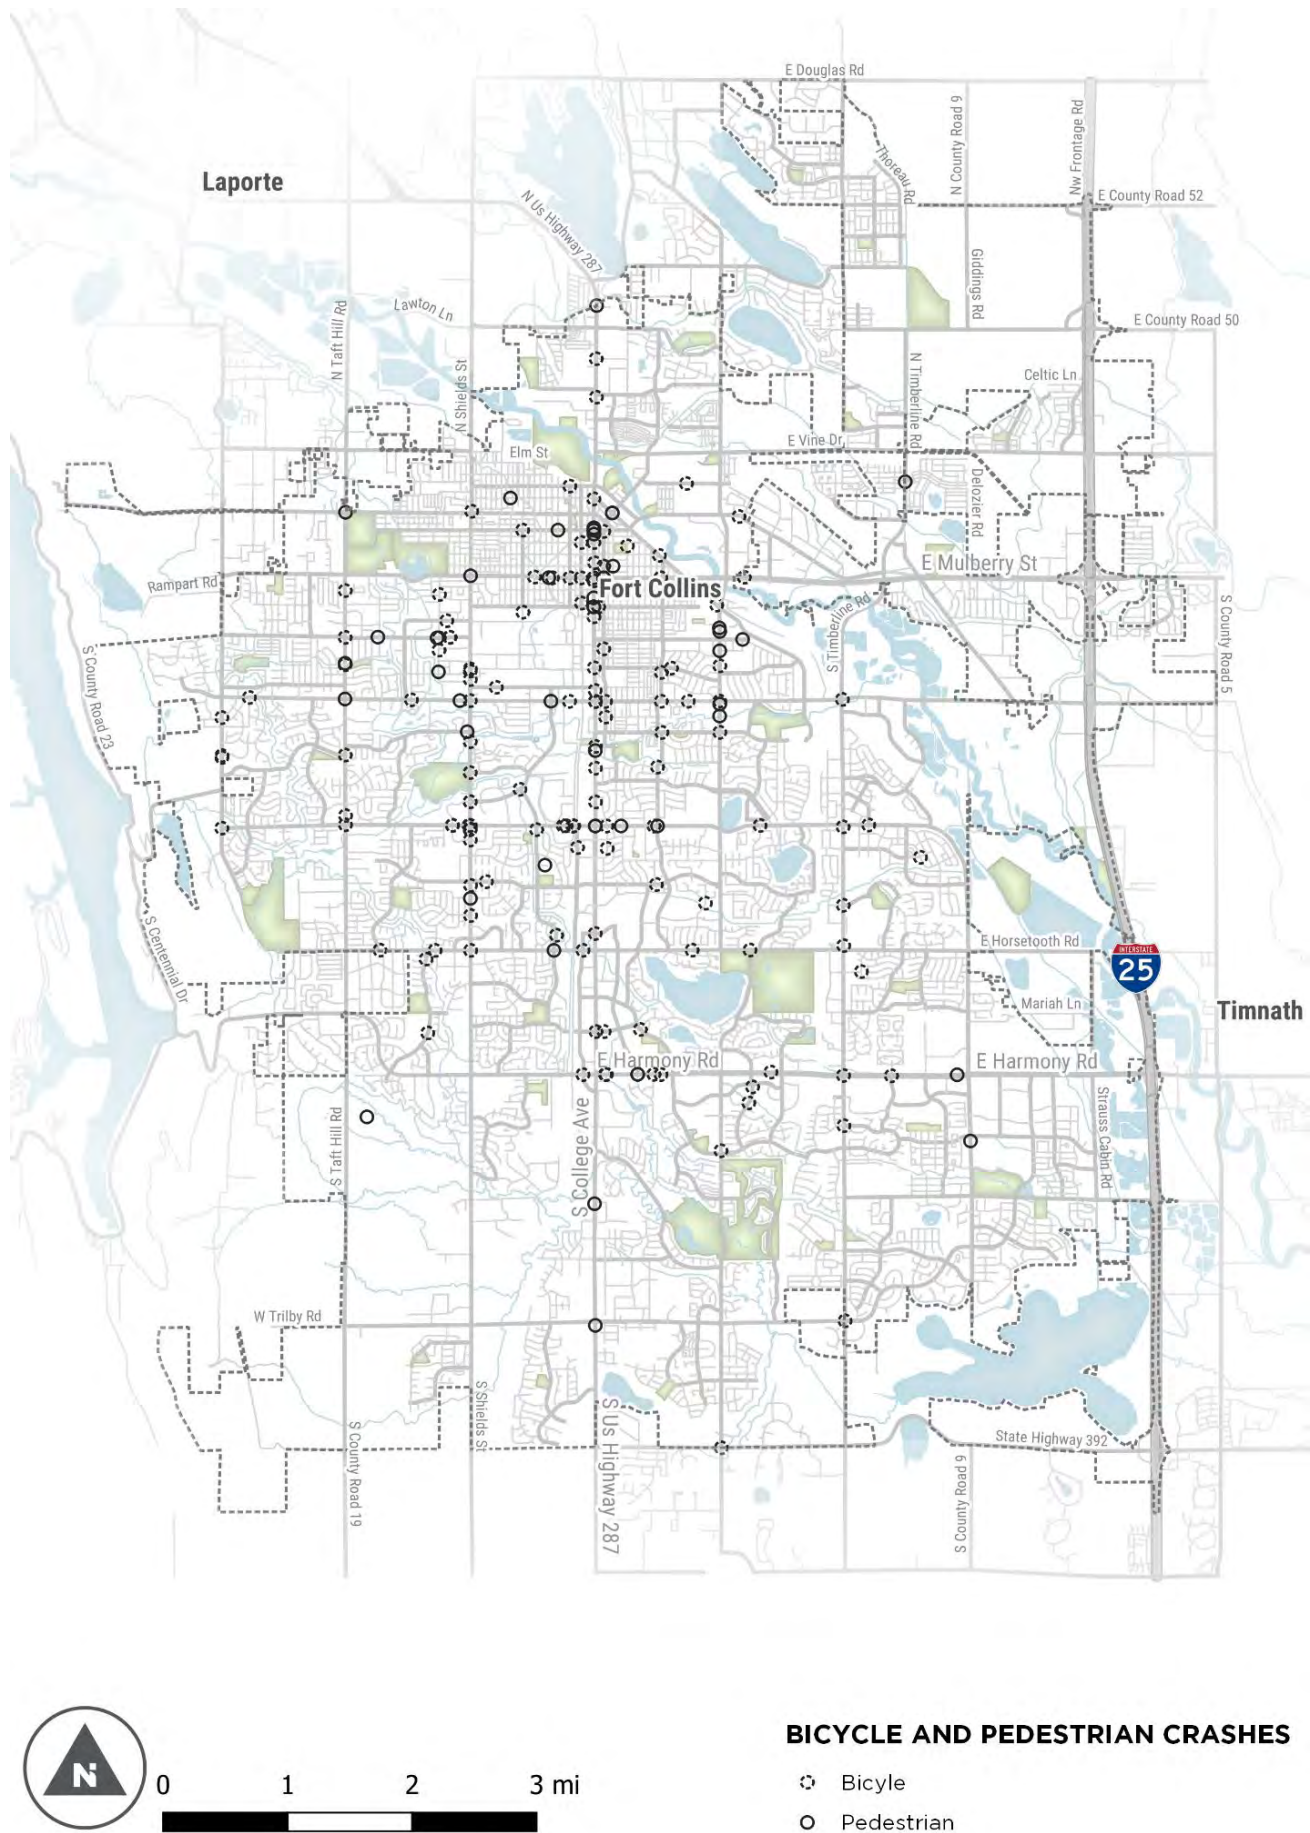 E Douglas Rd
N County Road 9
Nw Frontage Rd
Thoreau Rd
Laporte
E County Road 52
N Us Highway 287
Giddings Rd
Lawton Ln
N Taft Hill Rd
E County Road 50
N Shields St
N Timberline Rd
Celtic Ln
E Vine Dr
Elm St
Delozier Rd
E Mulberry St
Rampart Rd
Fort Collins
S Timberline Rd
S County Road 5
S County Road 23
S Centennial Dr
E Horsetooth Rd
INTERSTATE
25
Mariah Ln
Timnath
E Harmony Rd
E Harmony Rd
S Taft Hill Rd
S College Ave
Strauss Cabin Rd
W Trilby Rd
S Shields St
S Us Highway 287
S County Road 19
State Highway 392
S County Road 9
N
0 1 2 3 mi
BICYCLE AND PEDESTRIAN CRASHES
Bicyle
Pedestrian